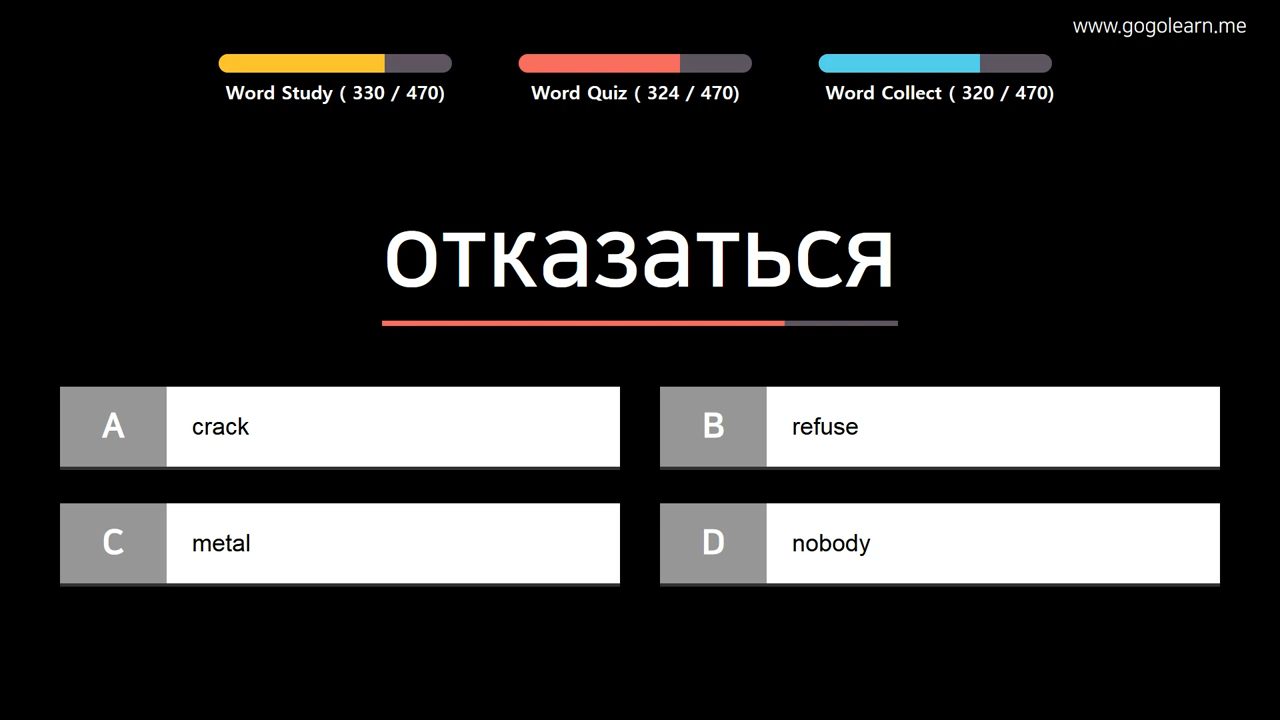 www.gogolearn.me
Word Study ( 330 / 470)
Word Quiz ( 324 / 470)
Word Collect ( 320 / 470)
отказаться
A crack
B refuse
C metal
D nobody